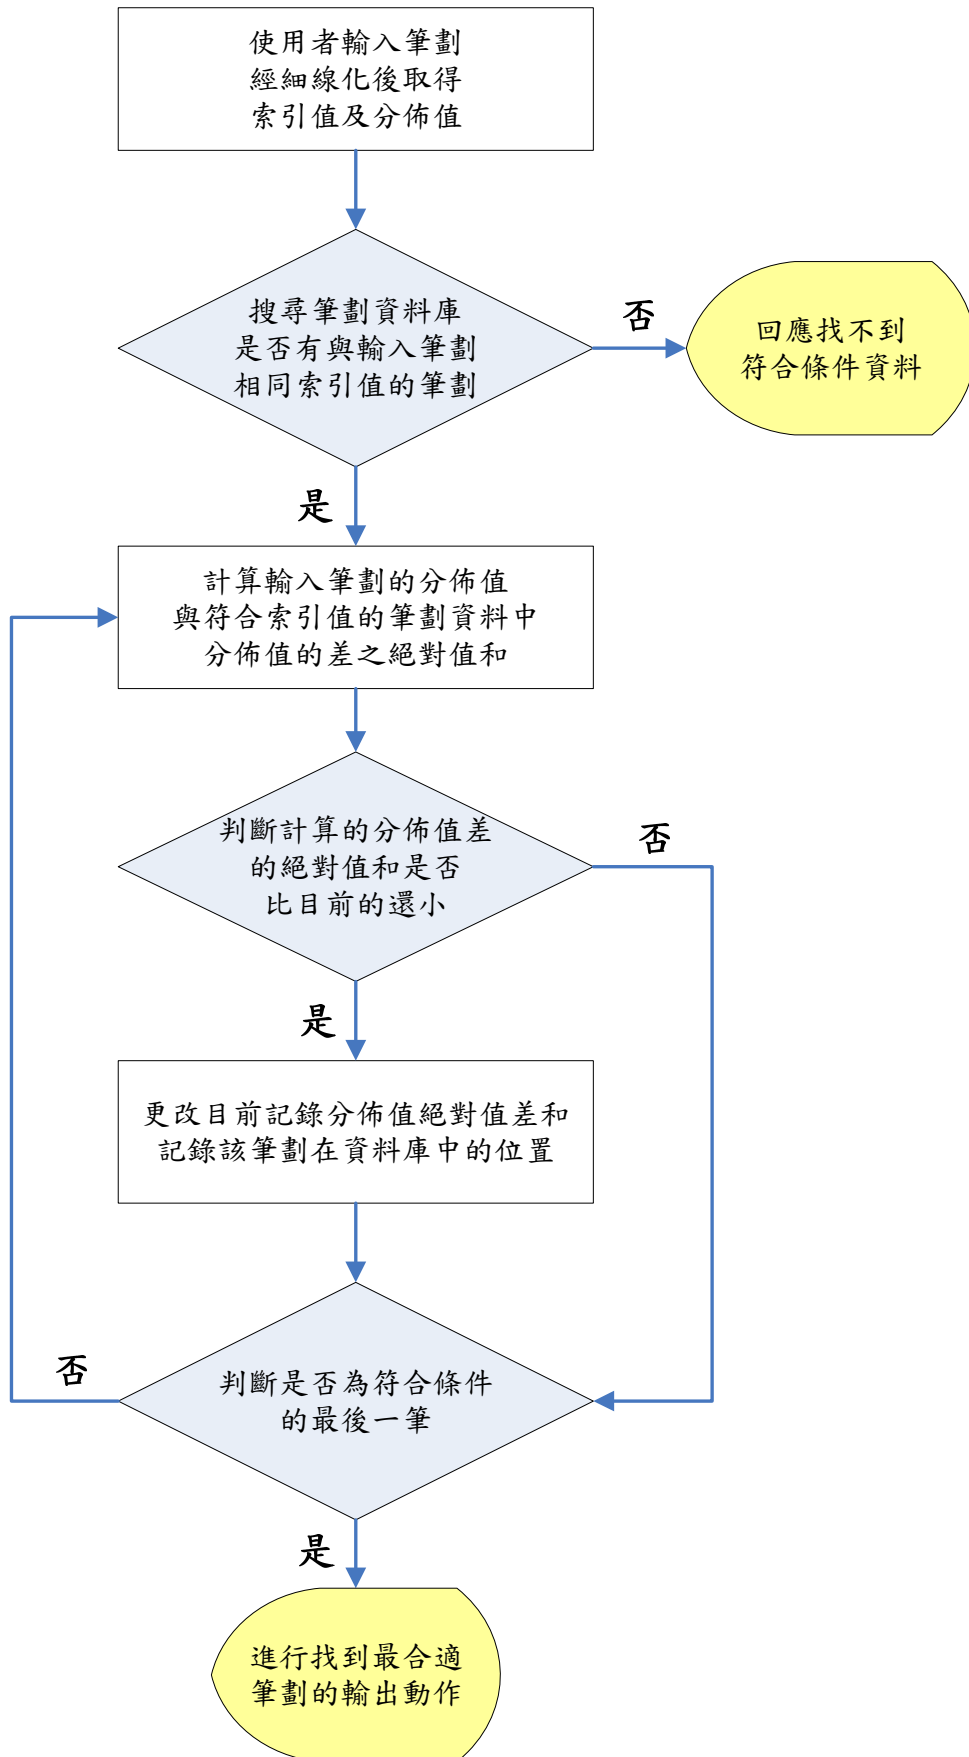 使用者輸入筆劃
經細線化後取得
索引值及分佈值
搜尋筆劃資料庫
是否有與輸入筆劃
相同索引值的筆劃
否
回應找不到
符合條件資料
是
計算輸入筆劃的分佈值
與符合索引值的筆劃資料中
分佈值的差之絕對值和
判斷計算的分佈值差
的絕對值和是否
比目前的還小
否
是
更改目前記錄分佈值絕對值差和
記錄該筆劃在資料庫中的位置
判斷是否為符合條件
的最後一筆
否
是
進行找到最合適
筆劃的輸出動作